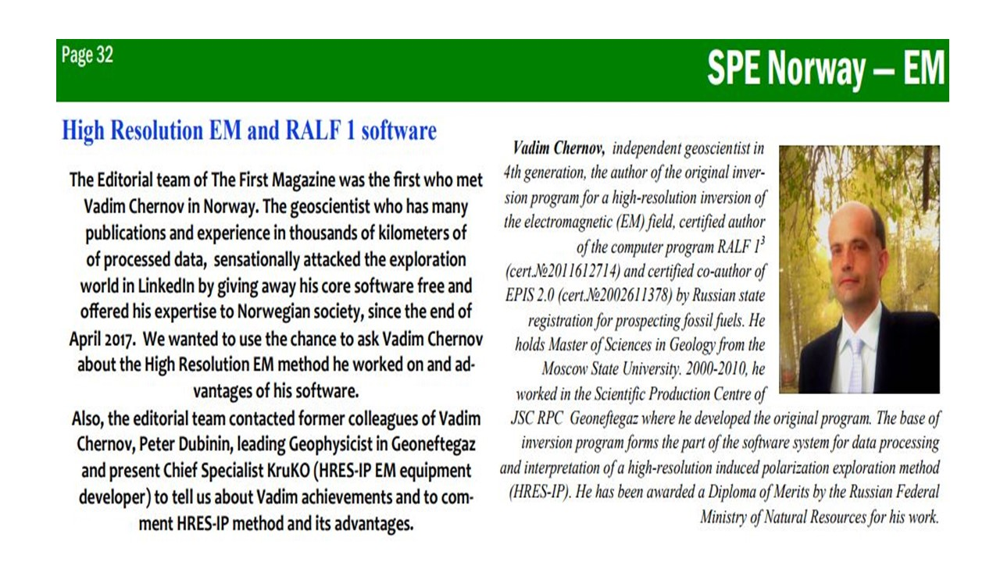 Page 32
SPE Norway – EM
High Resolution EM and RALF 1 software
The Editorial team of The First Magazine was the first who met
Vadim Chernov in Norway. The geoscientist who has many
publications and experience in thousands of kilometers of
of processed data, sensationally attacked the exploration
world in LinkedIn by giving away his core software free and
offered his expertise to Norwegian society, since the end of
April 2017. We wanted to use the chance to ask Vadim Chernov
about the High Resolution EM method he worked on and ad-
vantages of his software.
Also, the editorial team contacted former colleagues of Vadim
Chernov, Peter Dubinin, leading Geophysicist in Geoneftegaz
and present Chief Specialist KruKO (HRES-IP EM equipment
developer) to tell us about Vadim achievements and to com-
ment HRES-IP method and its advantages.
Vadim Chernov, independent geoscientist in
4th generation, the author of the original inver-
sion program for a high-resolution inversion of
the electromagnetic (EM) field, certified author
of the computer program RALF 1³
(cert.№2011612714) and certified co-author of
EPIS 2.0 (cert.№2002611378) by Russian state
registration for prospecting fossil fuels. He
holds Master of Sciences in Geology from the
Moscow State University. 2000-2010, he
worked in the Scientific Production Centre of
JSC RPC Geoneftegaz where he developed the original program. The base of
inversion program forms the part of the software system for data processing
and interpretation of a high-resolution induced polarization exploration method
(HRES-IP). He has been awarded a Diploma of Merits by the Russian Federal
Ministry of Natural Resources for his work.